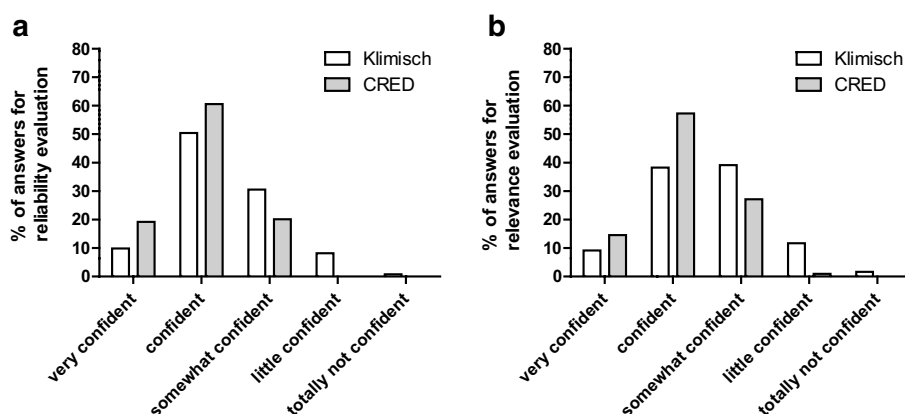 a
% of answers for
reliability evaluation
80
70
60
50
40
30
20
10
0
Klimisch
CRED
very confident
confident
somewhat confident
little confident
totally not confident
b
% of answers for
relevance evaluation
80
70
60
50
40
30
20
10
0
Klimisch
CRED
very confident
confident
somewhat confident
little confident
totally not confident